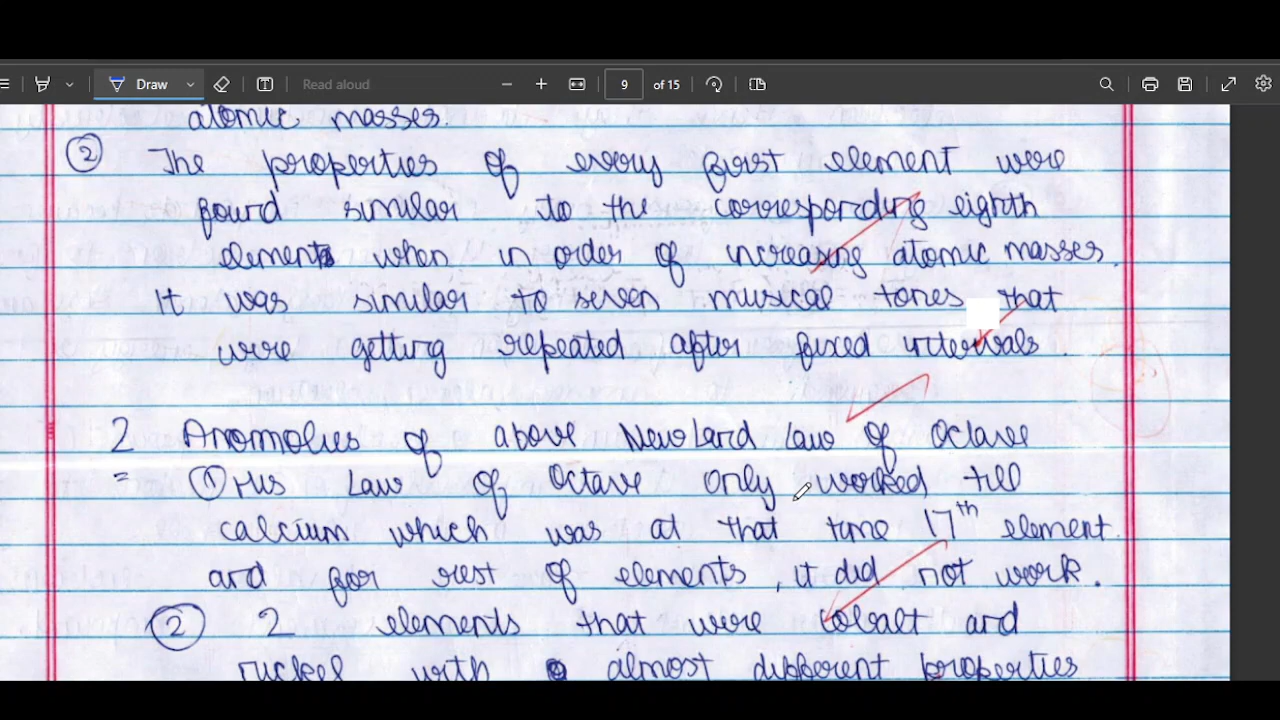 Draw
Read aloud
9 of 15
atomic masses.
② The properties of every first element were
found similar to the corresponding eighth
element when in order of increasing atomic masses.
It was similar to seven musical tones that
were getting repeated after fixed intervals.
2 Anomolies of above NewLand Law of Octave
= ① His Law of Octave only worked till
calcium which was at that time 17th element
and for rest of elements, it did not work.
② 2 elements that were cobalt and
nickel with almost different properties